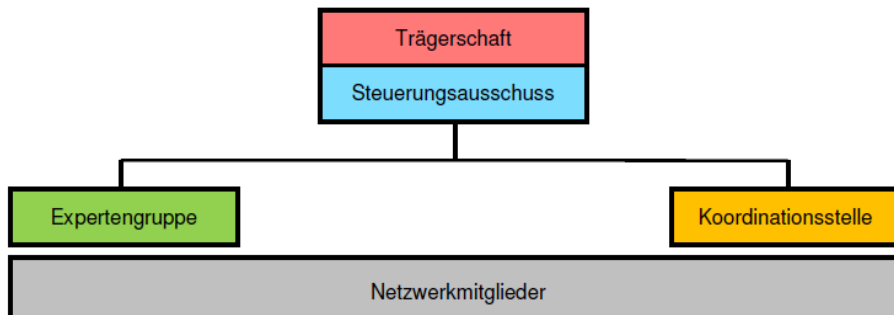 Trägerschaft
Steuerungsausschuss
Expertengruppe
Koordinationsstelle
Netzwerkmitglieder